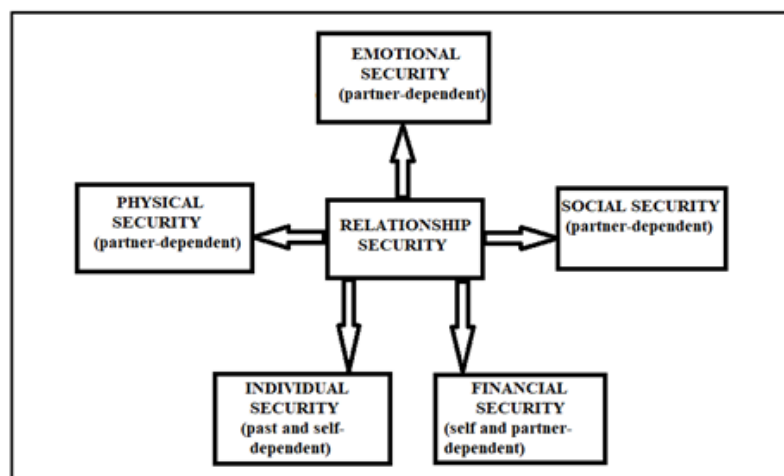 EMOTIONAL
SECURITY
(partner-dependent)
PHYSICAL
SECURITY
(partner-dependent)
RELATIONSHIP
SECURITY
SOCIAL SECURITY
(partner-dependent)
INDIVIDUAL
SECURITY
(past and self-
dependent)
FINANCIAL
SECURITY
(self and partner-
dependent)